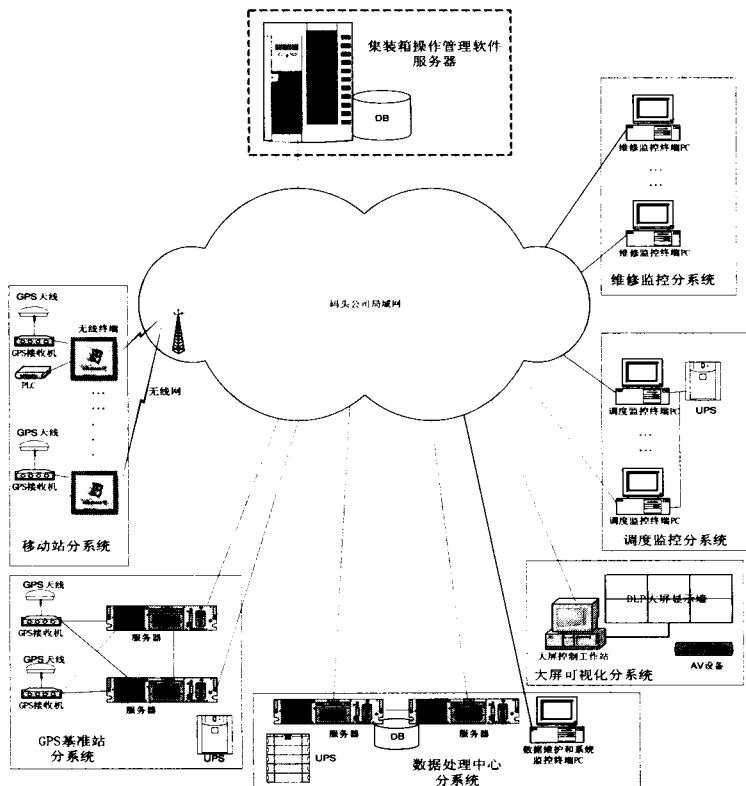 集装箱操作管理软件
服务器
DB
维修监控终端PC
...
...
维修监控终端PC
维修监控分系统
码头公司局域网
GPS天线
无线终端
GPS接收机
PLC
无线网
GPS天线
GPS接收机
移动站分系统
调度监控终端PC
UPS
...
...
调度监控终端PC
调度监控分系统
GPS天线
GPS接收机
服务器
GPS天线
GPS接收机
服务器
GPS基准站
分系统
UPS
DLP大屏显示墙
大屏控制工作站
AV设备
大屏可视化分系统
服务器
DB
服务器
UPS
数据处理中心
分系统
数据维护和系统
监控终端PC